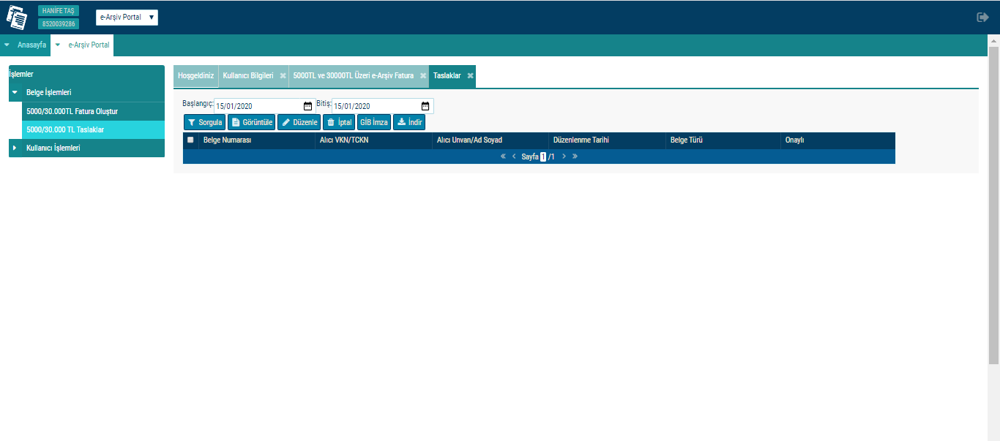 HANİFE TAŞ
8520039286
e-Arşiv Portal
Anasayfa
e-Arşiv Portal
İşlemler
Belge İşlemleri
5000/30.000TL Fatura Oluştur
5000/30.000 TL Taslaklar
Kullanıcı İşlemleri
Hoşgeldiniz Kullanıcı Bilgileri 5000TL ve 30000TL Üzeri e-Arşiv Fatura Taslaklar
Başlangıç: 15/01/2020 Bitiş: 15/01/2020
Sorgula Görüntüle Düzenle İptal GİB İmza İndir
Belge Numarası Alıcı VKN/TCKN Alıcı Unvan/Ad Soyad Düzenlenme Tarihi Belge Türü Onaylı
« ‹ Sayfa 1 /1 › »